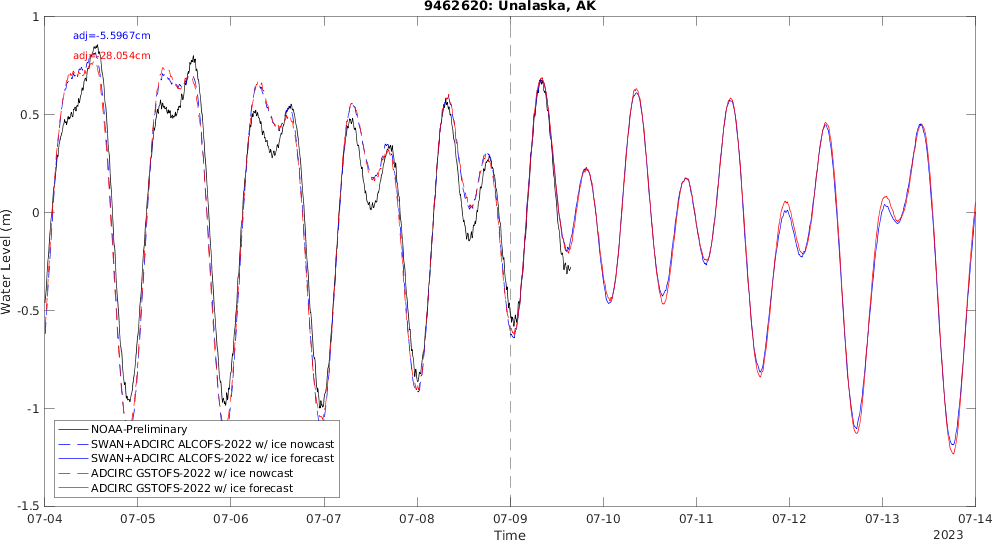 9462620: Unalaska, AK
adj=-5.5967cm
adj=-28.054cm
Water Level (m)
1
0.5
0
-0.5
-1
-1.5
NOAA-Preliminary
SWAN+ADCIRC ALCOFS-2022 w/ ice nowcast
SWAN+ADCIRC ALCOFS-2022 w/ ice forecast
ADCIRC GSTOFS-2022 w/ ice nowcast
ADCIRC GSTOFS-2022 w/ ice forecast
07-04 07-05 07-06 07-07 07-08 07-09 07-10 07-11 07-12 07-13 07-14
Time
2023